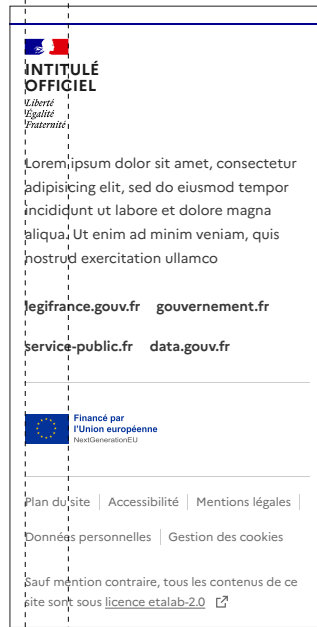 INTITULÉ
OFFICIEL
Liberté
Égalité
Fraternité
Lorem ipsum dolor sit amet, consectetur
adipisicing elit, sed do eiusmod tempor
incididunt ut labore et dolore magna
aliqua. Ut enim ad minim veniam, quis
nostrud exercitation ullamco
legifrance.gouv.fr gouvernement.fr
service-public.fr data.gouv.fr
Financé par
l'Union européenne
NextGenerationEU
Plan du site Accessibilité Mentions légales
Données personnelles Gestion des cookies
Sauf mention contraire, tous les contenus de ce
site sont sous licence etalab-2.0